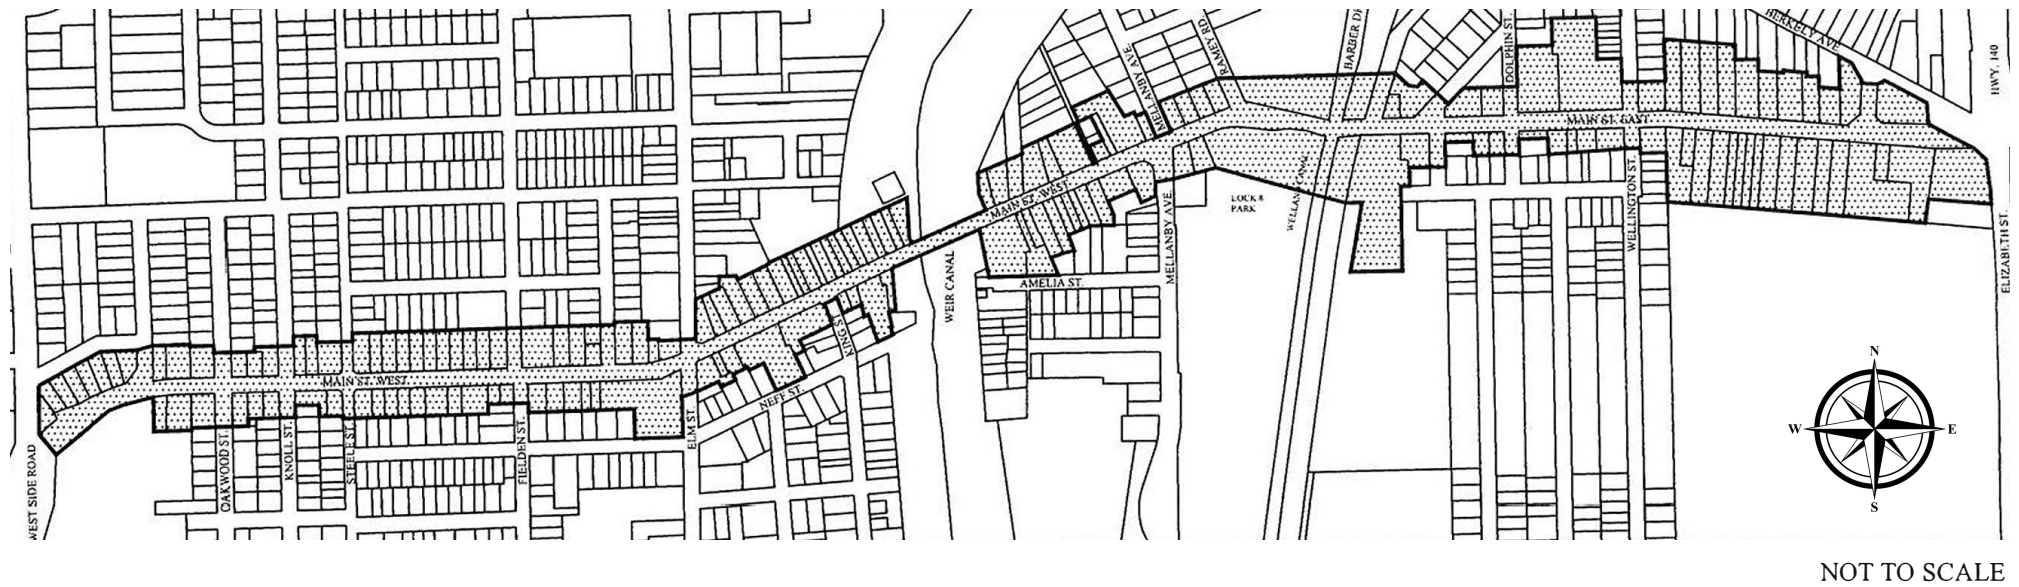 BERKELY AVE
HWY. 140
RAMEY RD
BARBER DR
DOLPHIN ST.
MELLANBY AVE.
MAIN ST. EAST
MAIN ST. WEST
LOCK 8
PARK
WELLAND CANAL
WELLINGTON ST.
MELLANBY AVE.
ELIZABETH ST.
WEIR CANAL
AMELIA ST.
KING S
MAIN ST. WEST
NEFF ST.
ELM ST.
FIELDEN ST.
STEELE ST.
KNOLL ST.
OAKWOOD ST.
WEST SIDE ROAD
N
W
E
S
NOT TO SCALE